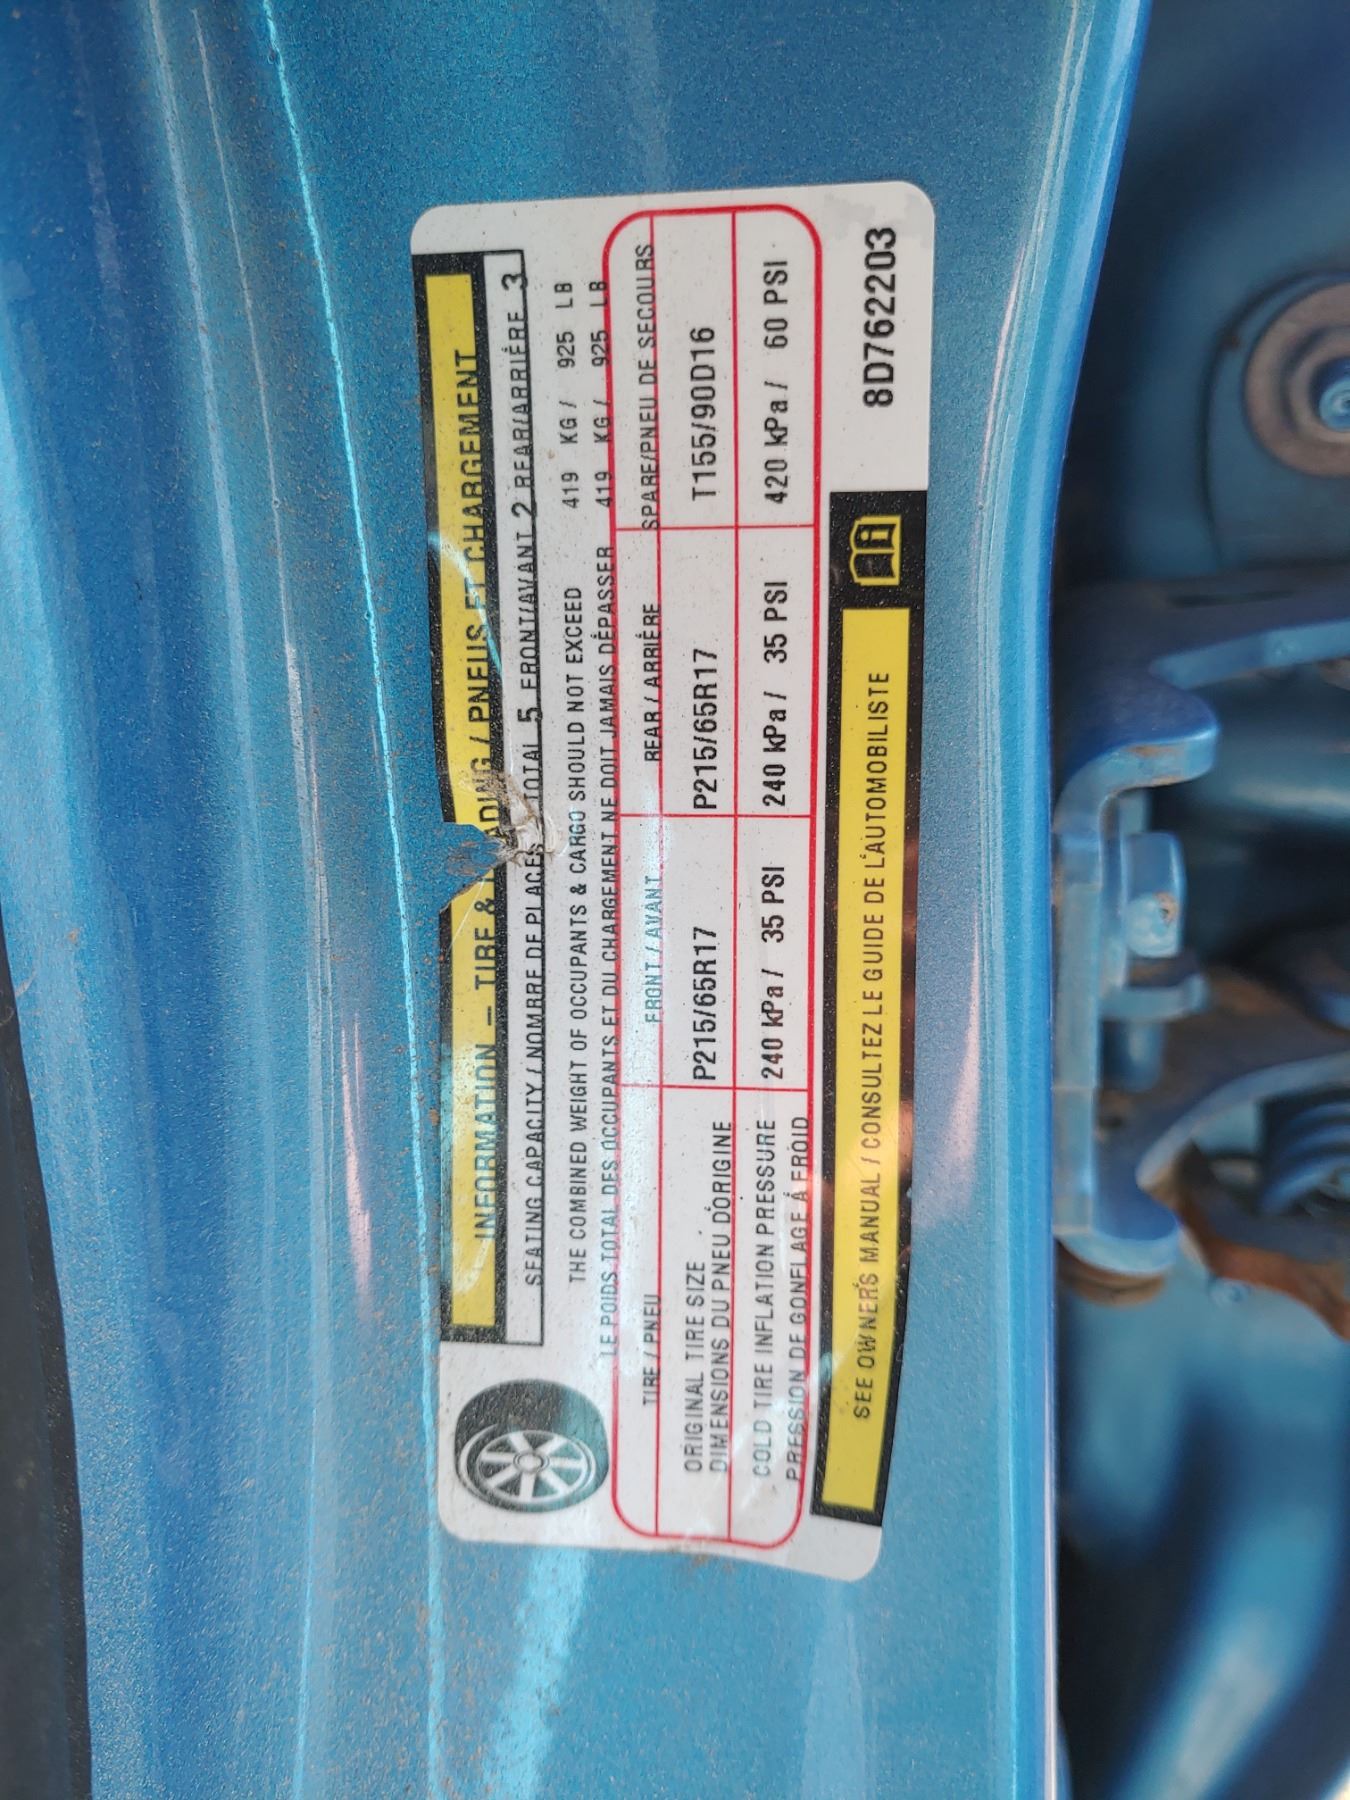 INFORMATION – TIRE & LOADING / PNEUS ET CHARGEMENT
SEATING CAPACITY / NOMBRE DE PLACES TOTAL 5 FRONT/AVANT 2 REAR/ARRIÈRE 3
THE COMBINED WEIGHT OF OCCUPANTS & CARGO SHOULD NOT EXCEED 419 KG / 925 LB
LE POIDS TOTAL DES OCCUPANTS ET DU CHARGEMENT NE DOIT JAMAIS DÉPASSER 419 KG / 925 LB
TIRE / PNEU FRONT / AVANT REAR / ARRIÈRE SPARE/PNEU DE SECOURS
ORIGINAL TIRE SIZE
DIMENSIONS DU PNEU D'ORIGINE P215/65R17 P215/65R17 T155/90D16
COLD TIRE INFLATION PRESSURE 240 kPa / 35 PSI 240 kPa / 35 PSI 420 kPa / 60 PSI
PRESSION DE GONFLAGE À FROID
SEE OWNER'S MANUAL / CONSULTEZ LE GUIDE DE L'AUTOMOBILISTE
8D762203